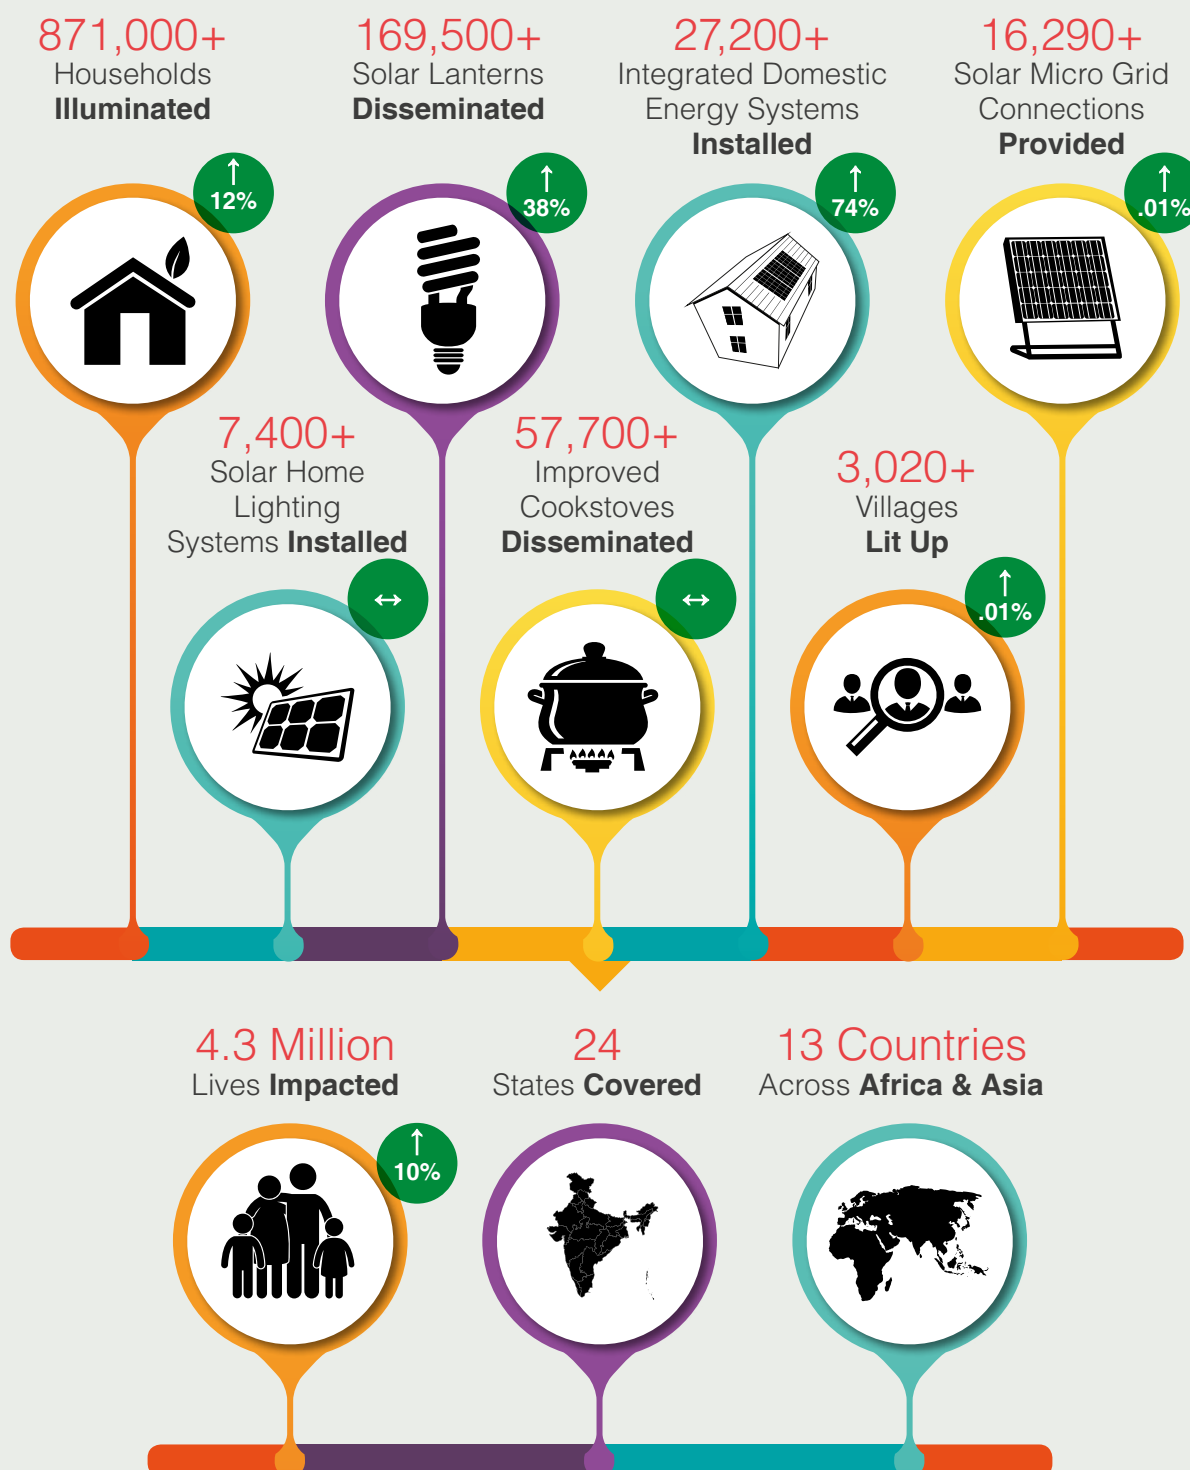 871,000+
Households
Illuminated
↑
12%
169,500+
Solar Lanterns
Disseminated
↑
38%
27,200+
Integrated Domestic
Energy Systems
Installed
↑
74%
16,290+
Solar Micro Grid
Connections
Provided
↑
.01%
7,400+
Solar Home
Lighting
Systems Installed
↔
57,700+
Improved
Cookstoves
Disseminated
↔
3,020+
Villages
Lit Up
↑
.01%
4.3 Million
Lives Impacted
↑
10%
24
States Covered
13 Countries
Across Africa & Asia